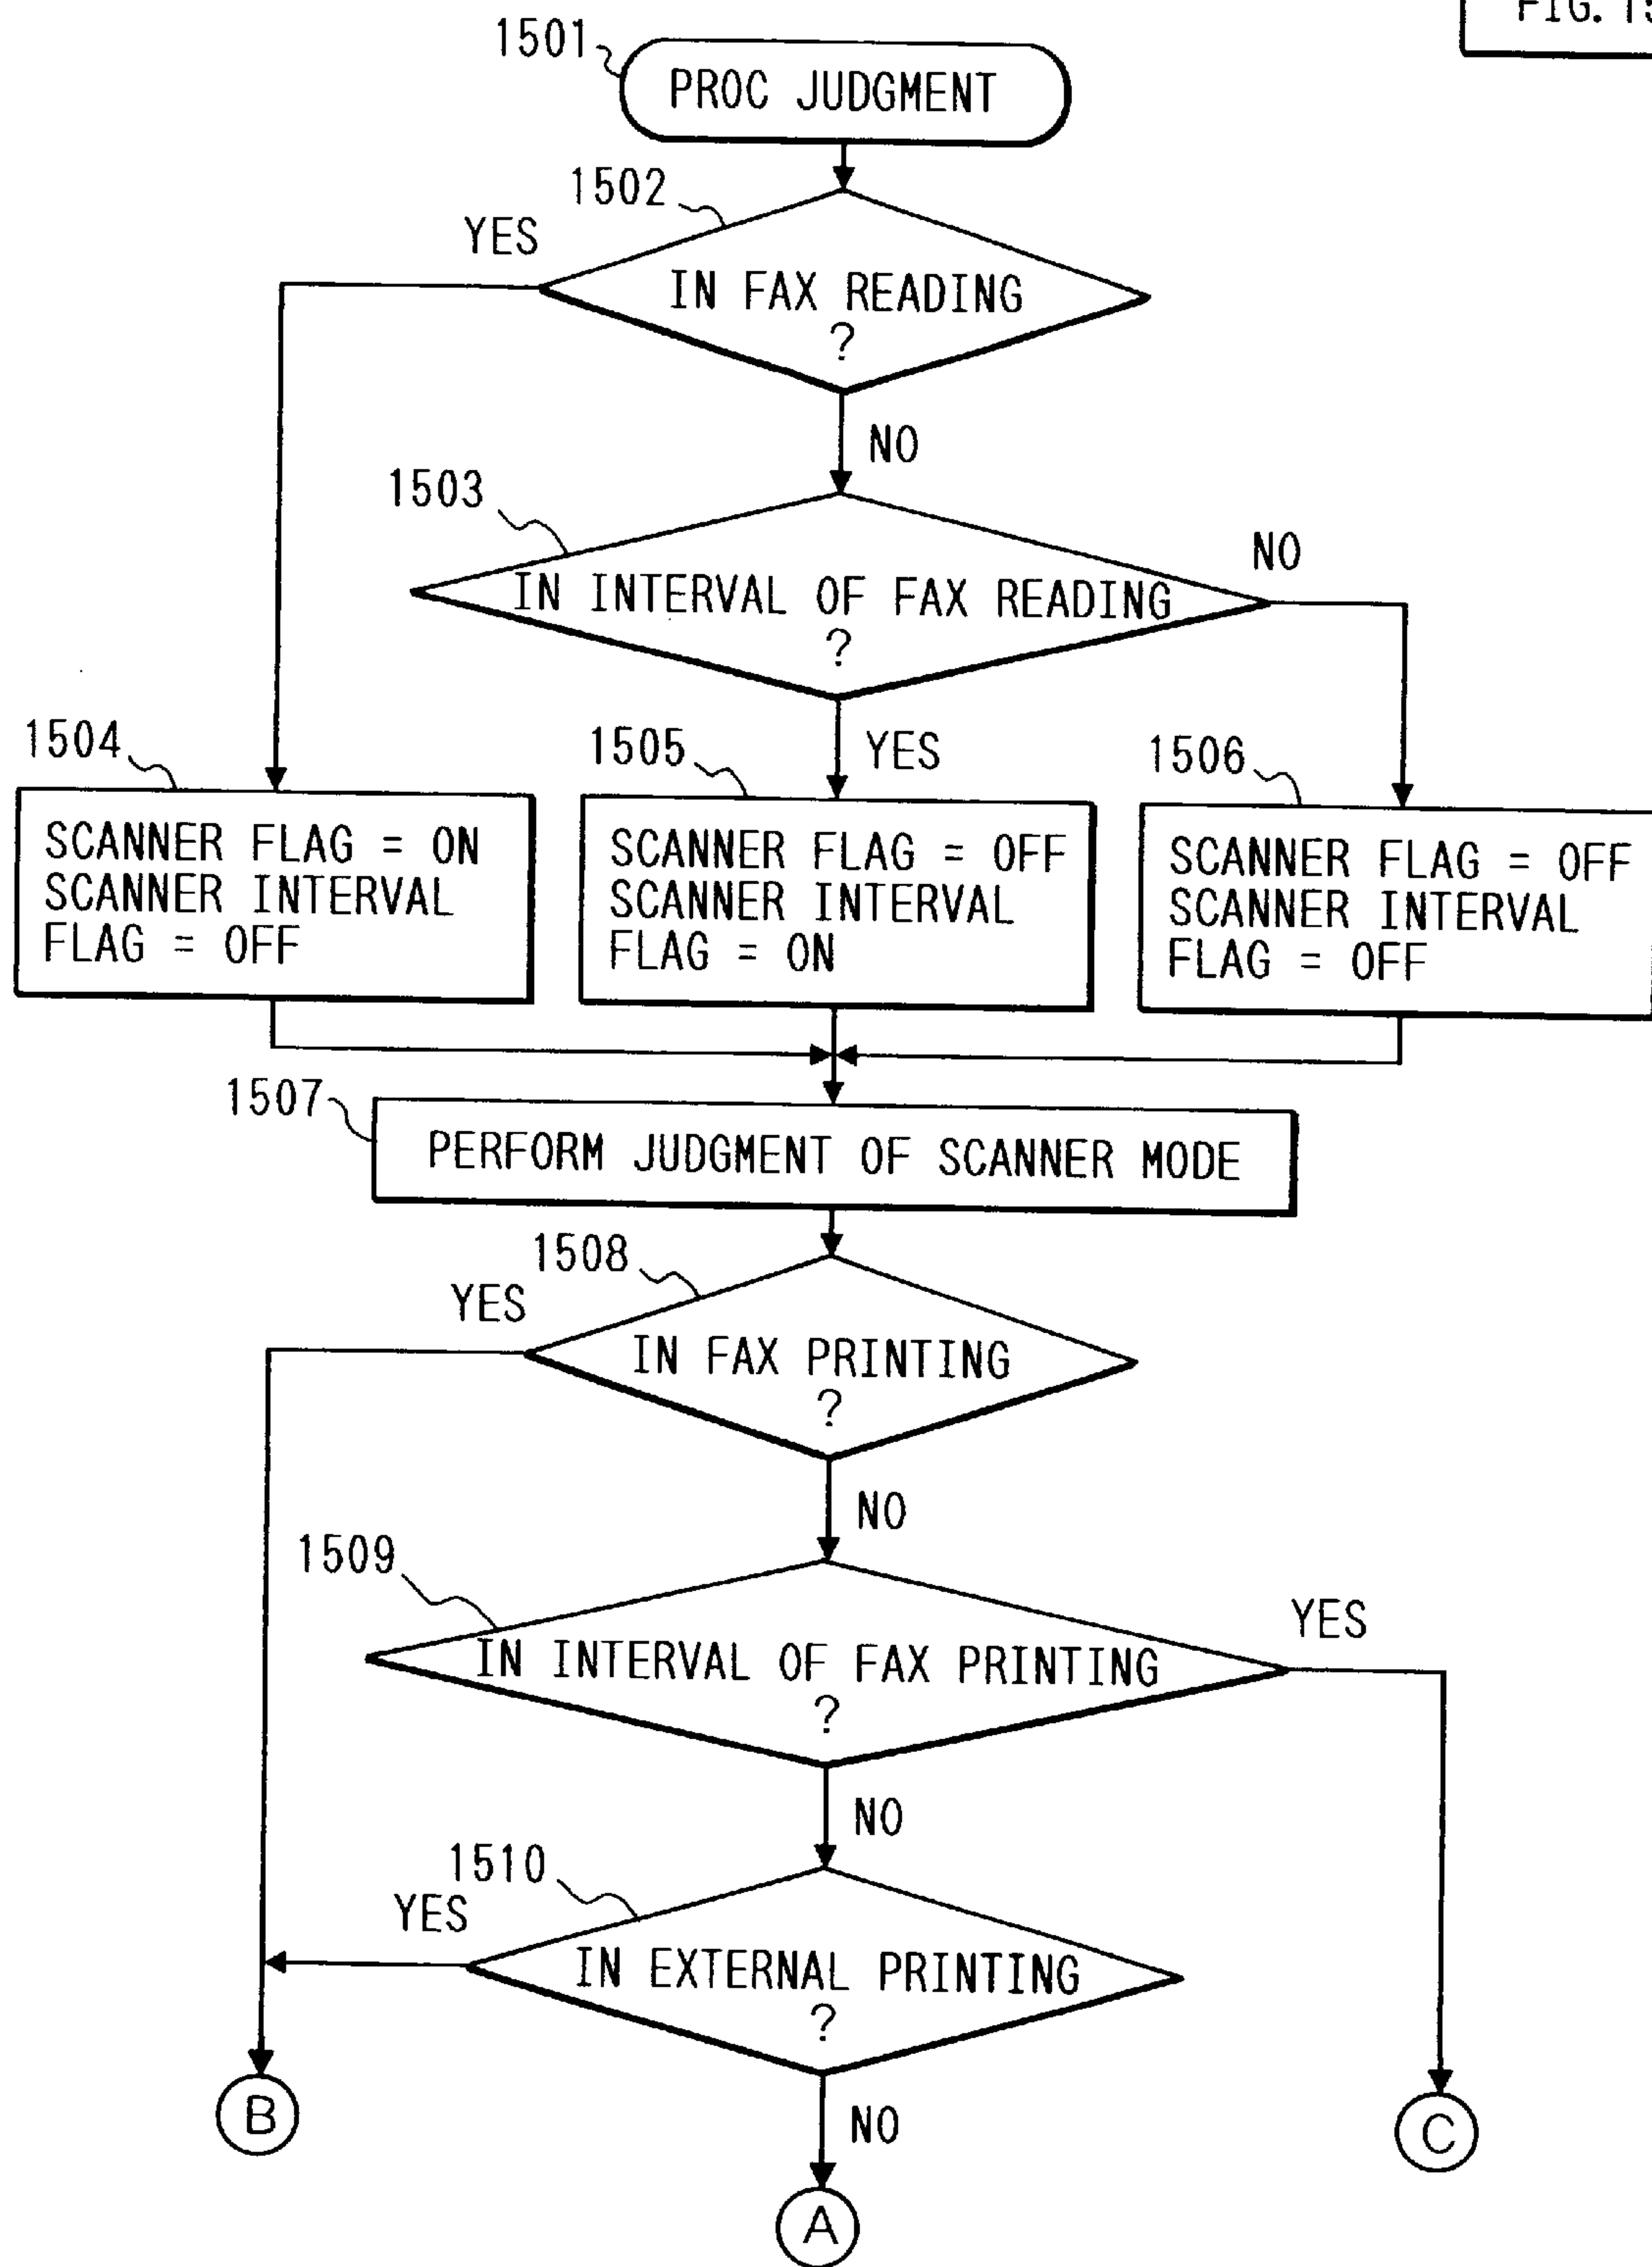 FIG. 15
1501
PROC JUDGMENT
1502
YES
IN FAX READING
?
NO
1503
NO
IN INTERVAL OF FAX READING
?
YES
1504
1505
1506
SCANNER FLAG = ON
SCANNER INTERVAL
FLAG = OFF
SCANNER FLAG = OFF
SCANNER INTERVAL
FLAG = ON
SCANNER FLAG = OFF
SCANNER INTERVAL
FLAG = OFF
1507
PERFORM JUDGMENT OF SCANNER MODE
1508
YES
IN FAX PRINTING
?
NO
1509
YES
IN INTERVAL OF FAX PRINTING
?
NO
1510
YES
IN EXTERNAL PRINTING
?
B
NO
C
A